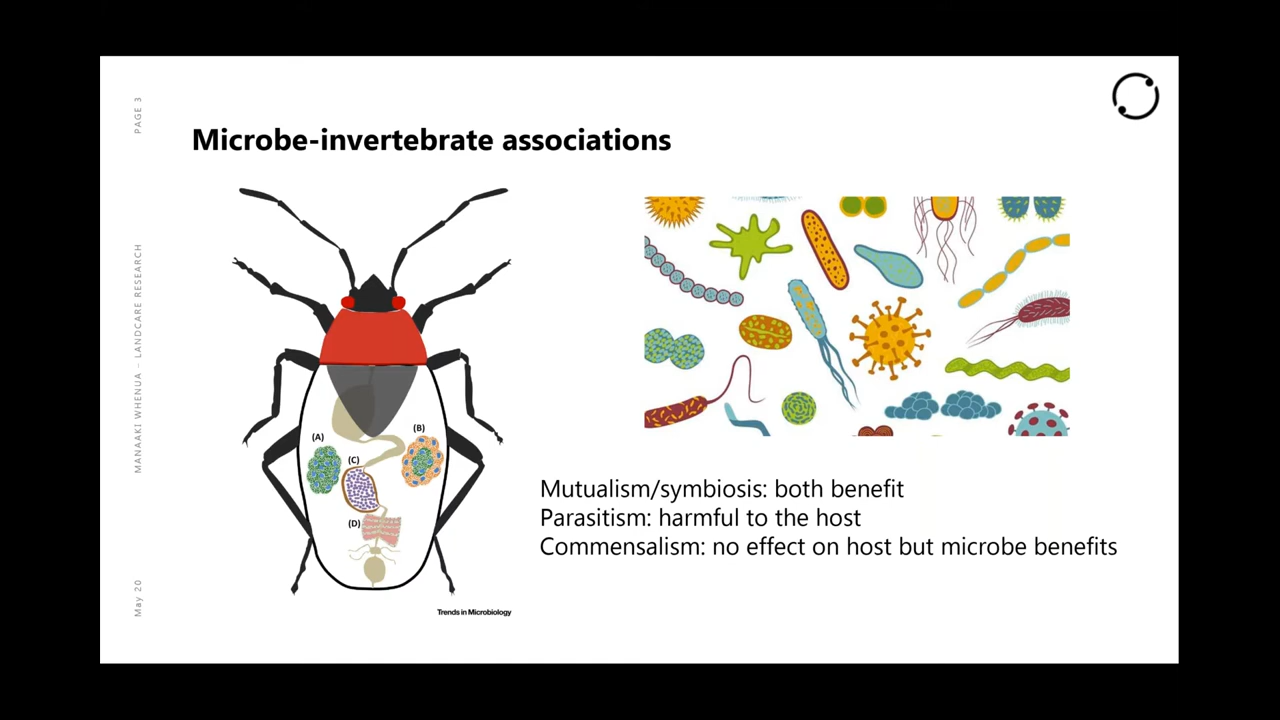 PAGE 3
MANAAKI WHENUA – LANDCARE RESEARCH
May 20
Microbe-invertebrate associations
(A)
(B)
(C)
(D)
Trends in Microbiology
Mutualism/symbiosis: both benefit
Parasitism: harmful to the host
Commensalism: no effect on host but microbe benefits